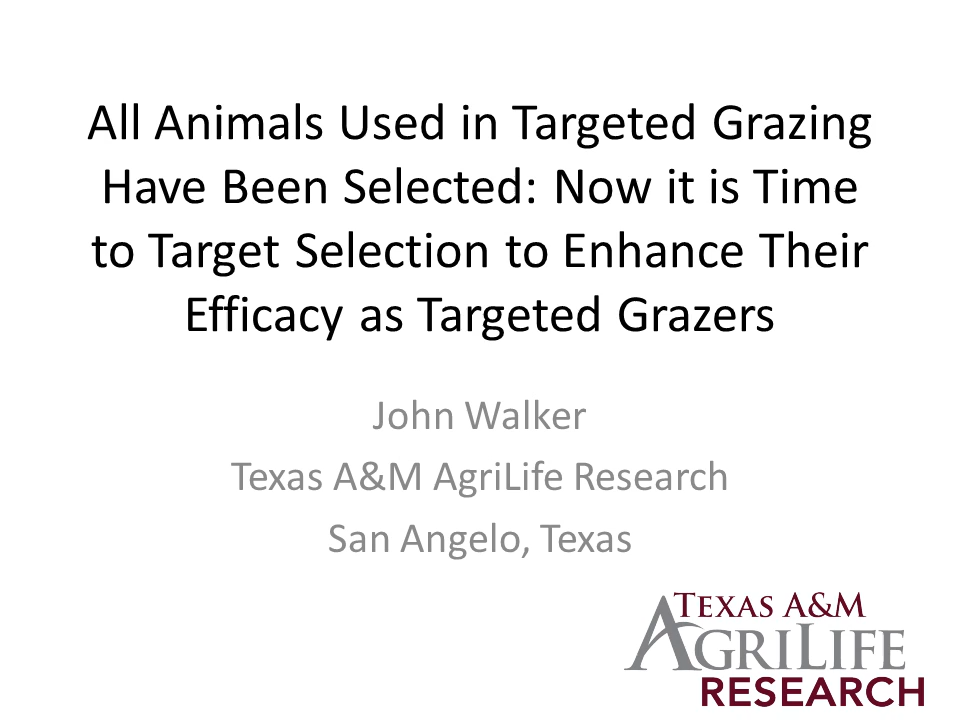 All Animals Used in Targeted Grazing
Have Been Selected: Now it is Time
to Target Selection to Enhance Their
Efficacy as Targeted Grazers
John Walker
Texas A&M AgriLife Research
San Angelo, Texas
TEXAS A&M
AGRILIFE
RESEARCH